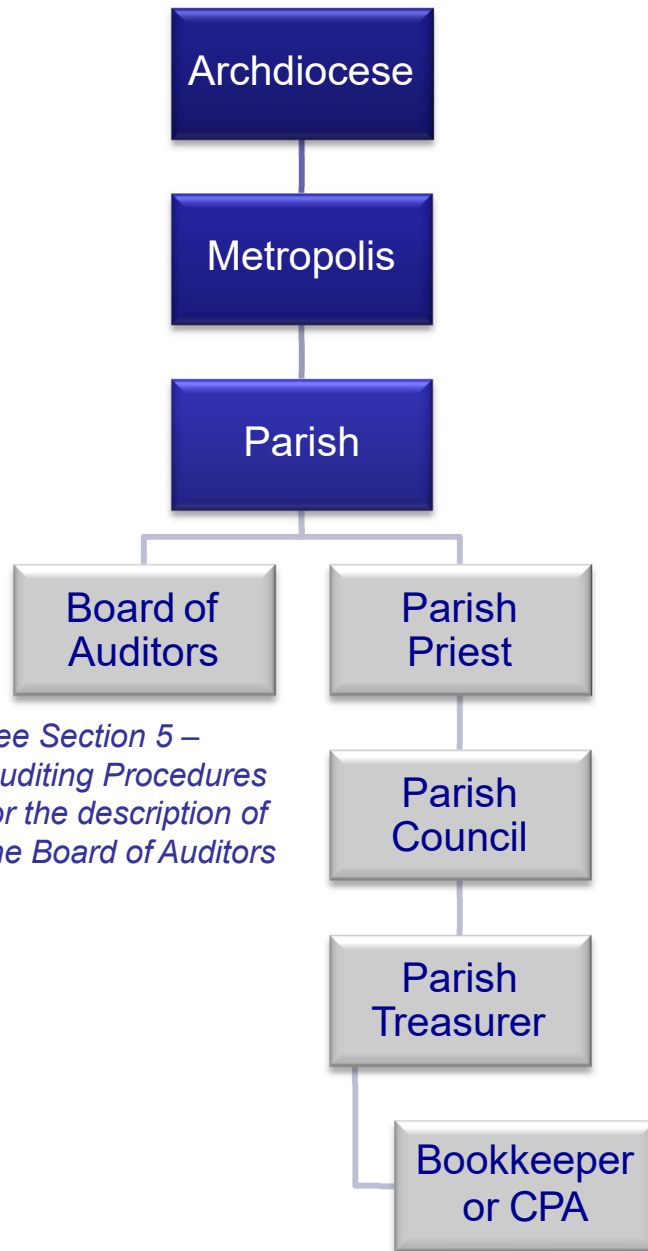 Archdiocese
Metropolis
Parish
Board of
Auditors
Parish
Priest
ee Section 5 –
uditing Procedures
or the description of
e Board of Auditors
Parish
Council
Parish
Treasurer
Bookkeeper
or CPA